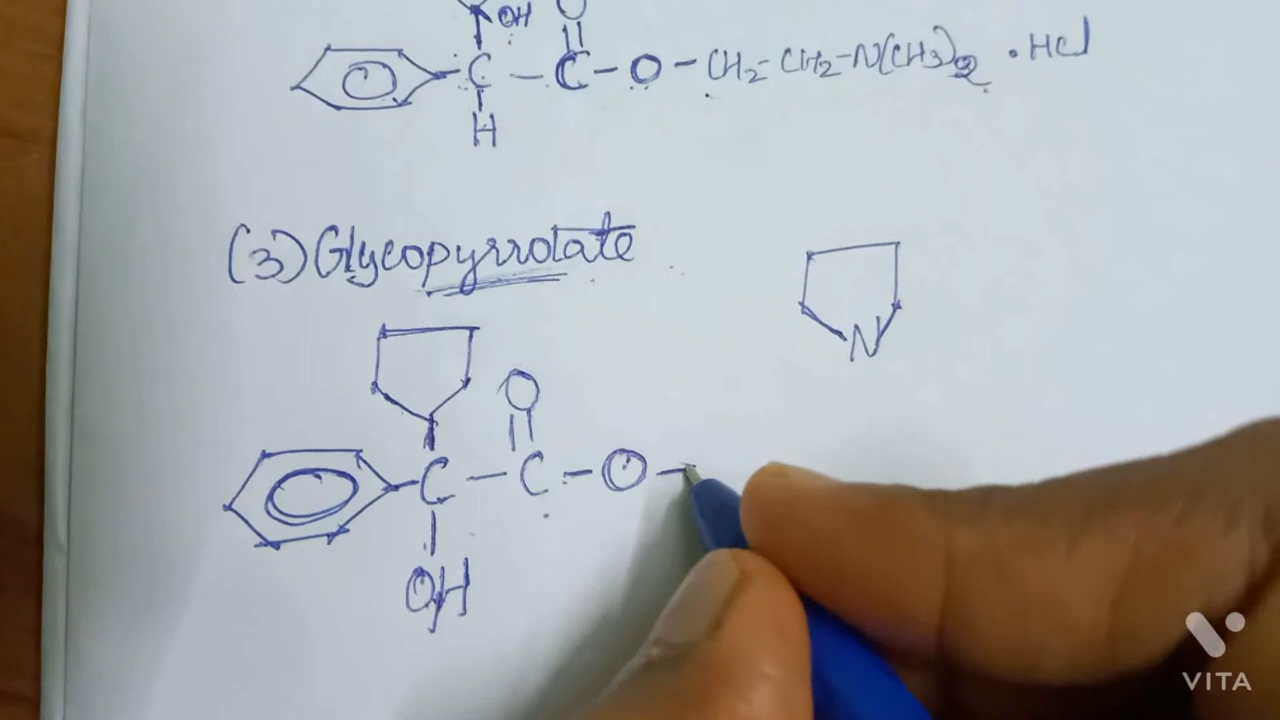 OH O
C – C – O – CH2 – CH2 – N(CH3)2 · HCl
H
(3) Glycopyrrolate
N
O
C – C – O –
OH
VITA